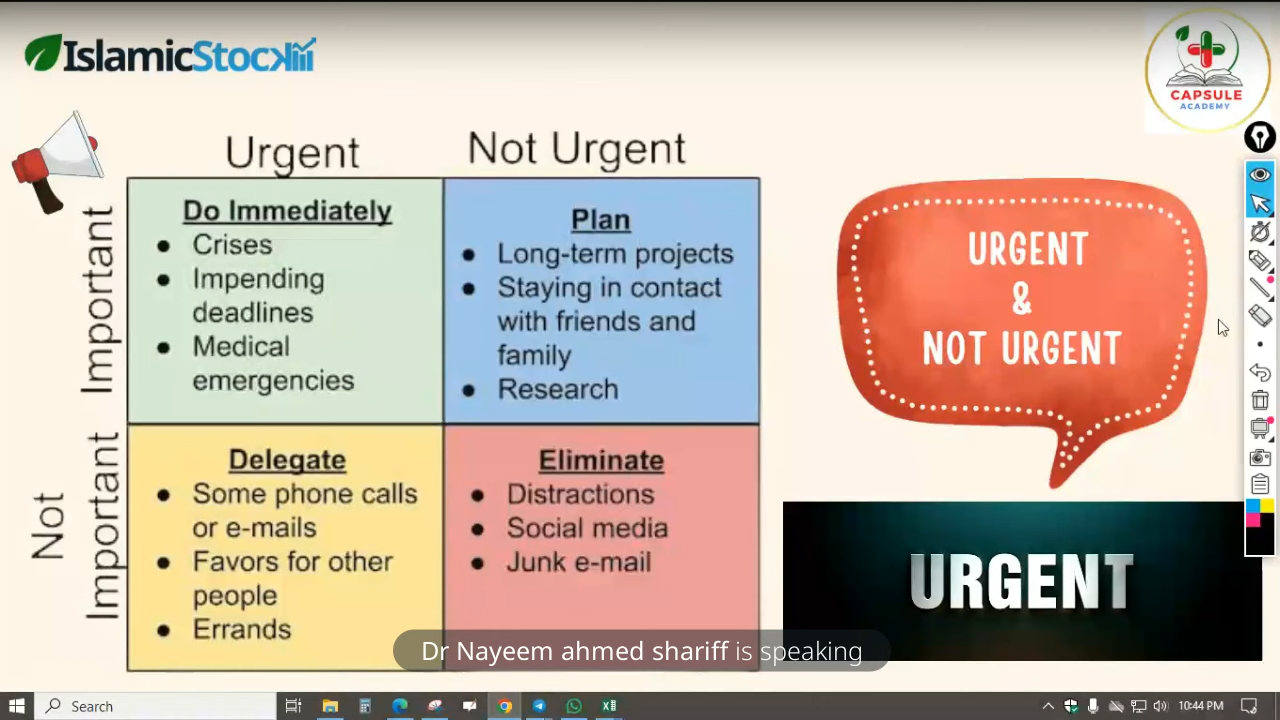 IslamicStock
CAPSULE
ACADEMY
Urgent
Not Urgent
Important
Do Immediately
• Crises
• Impending
deadlines
• Medical
emergencies
Plan
• Long-term projects
• Staying in contact
with friends and
family
• Research
Not
Important
Delegate
• Some phone calls
or e-mails
• Favors for other
people
• Errands
Eliminate
• Distractions
• Social media
• Junk e-mail
URGENT
&
NOT URGENT
URGENT
Dr Nayeem ahmed shariff is speaking
Search
10:44 PM